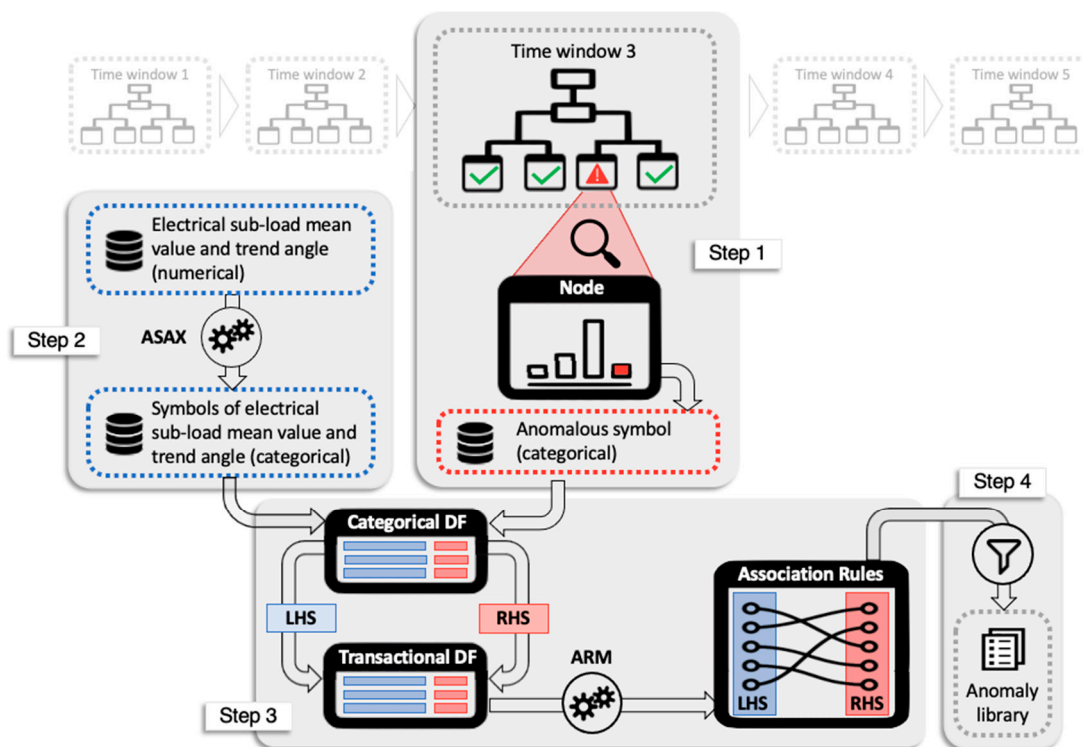 Time window 1
Time window 2
Time window 3
Time window 4
Time window 5
Step 1
Node
Anomalous symbol
(categorical)
Electrical sub-load mean
value and trend angle
(numerical)
Step 2
ASAX
Symbols of electrical
sub-load mean value and
trend angle (categorical)
Step 3
Categorical DF
LHS
RHS
Transactional DF
ARM
Association Rules
LHS
RHS
Step 4
Anomaly
library